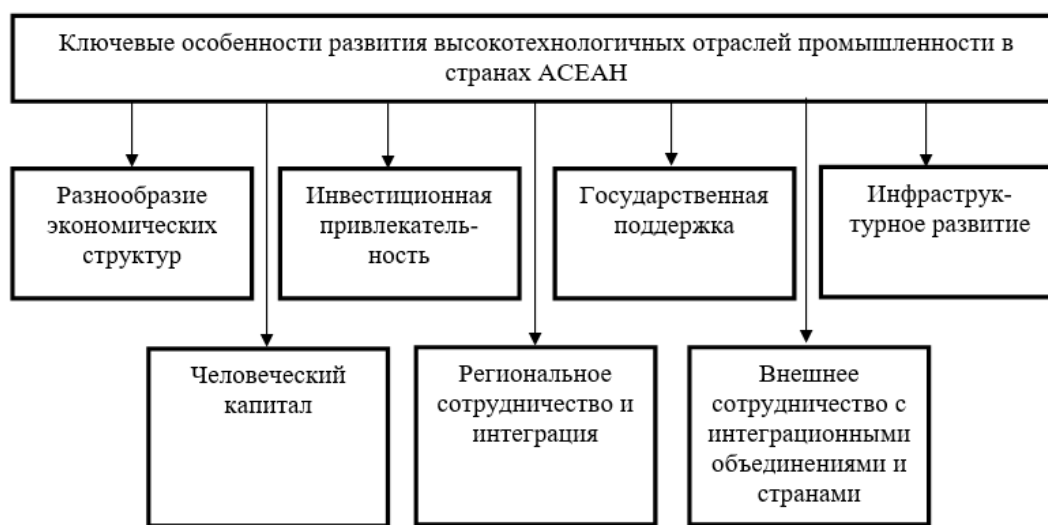 Ключевые особенности развития высокотехнологичных отраслей промышленности в
странах АСЕАН
Разнообразие
экономических
структур
Инвестиционная
привлекатель-
ность
Государственная
поддержка
Инфраструк-
турное развитие
Человеческий
капитал
Региональное
сотрудничество и
интеграция
Внешнее
сотрудничество с
интеграционными
объединениями и
странами